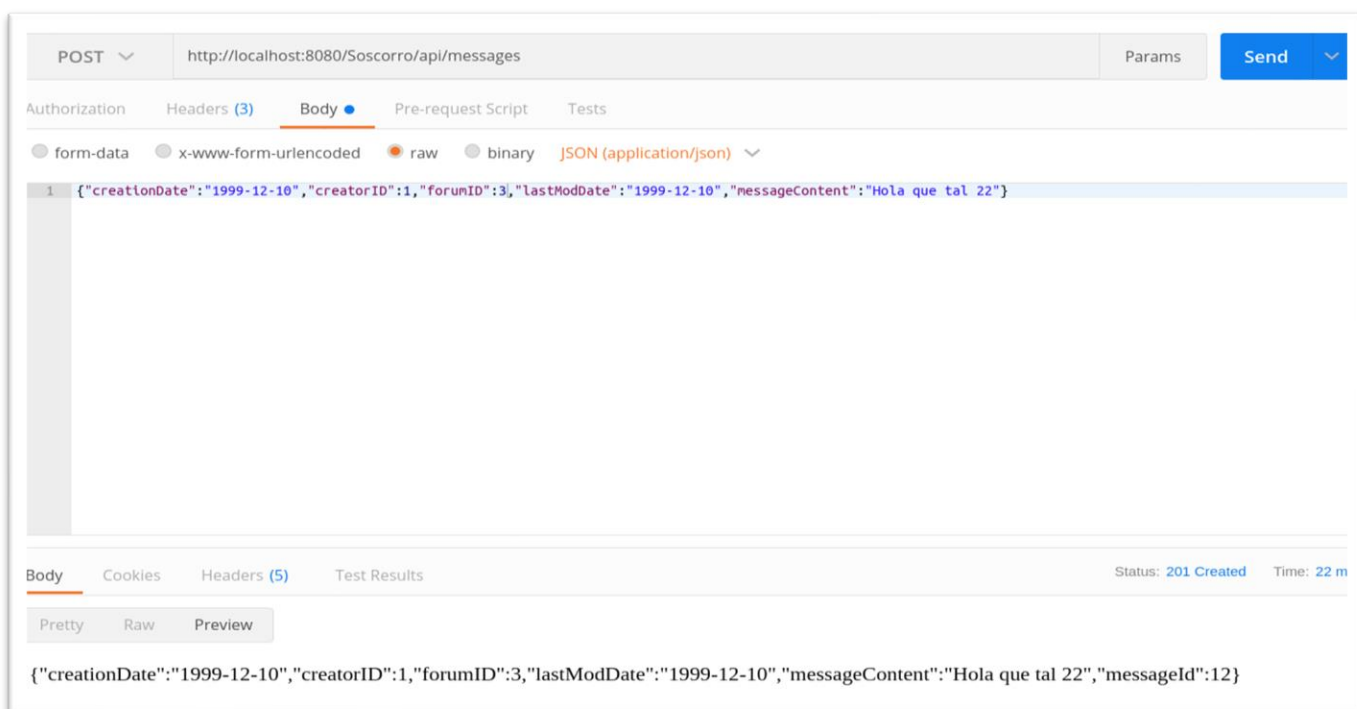 POST http://localhost:8080/Soscorro/api/messages Params Send
Authorization Headers (3) Body Pre-request Script Tests
form-data x-www-form-urlencoded raw binary JSON (application/json)
1 {"creationDate":"1999-12-10","creatorID":1,"forumID":3,"lastModDate":"1999-12-10","messageContent":"Hola que tal 22"}
Body Cookies Headers (5) Test Results Status: 201 Created Time: 22 m
Pretty Raw Preview
{"creationDate":"1999-12-10","creatorID":1,"forumID":3,"lastModDate":"1999-12-10","messageContent":"Hola que tal 22","messageId":12}